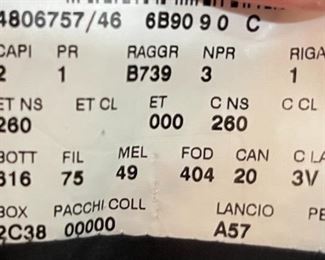 4806757/46 6B90 9 0 C
CAPI PR RAGGR NPR RIGA
2 1 B739 3 1
ET NS ET CL ET C NS C CL
260 000 260
BOTT FIL MEL FOD CAN C LA
616 75 49 404 20 3V
BOX PACCHI COLL LANCIO PE
2C38 00000 A57